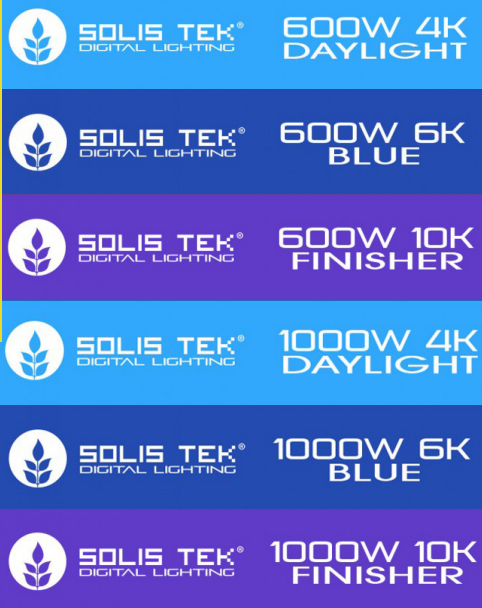 SOLIS TEK®
DIGITAL LIGHTING
600W 4K
DAYLIGHT
SOLIS TEK®
DIGITAL LIGHTING
600W 6K
BLUE
SOLIS TEK®
DIGITAL LIGHTING
600W 10K
FINISHER
SOLIS TEK®
DIGITAL LIGHTING
1000W 4K
DAYLIGHT
SOLIS TEK®
DIGITAL LIGHTING
1000W 6K
BLUE
SOLIS TEK®
DIGITAL LIGHTING
1000W 10K
FINISHER